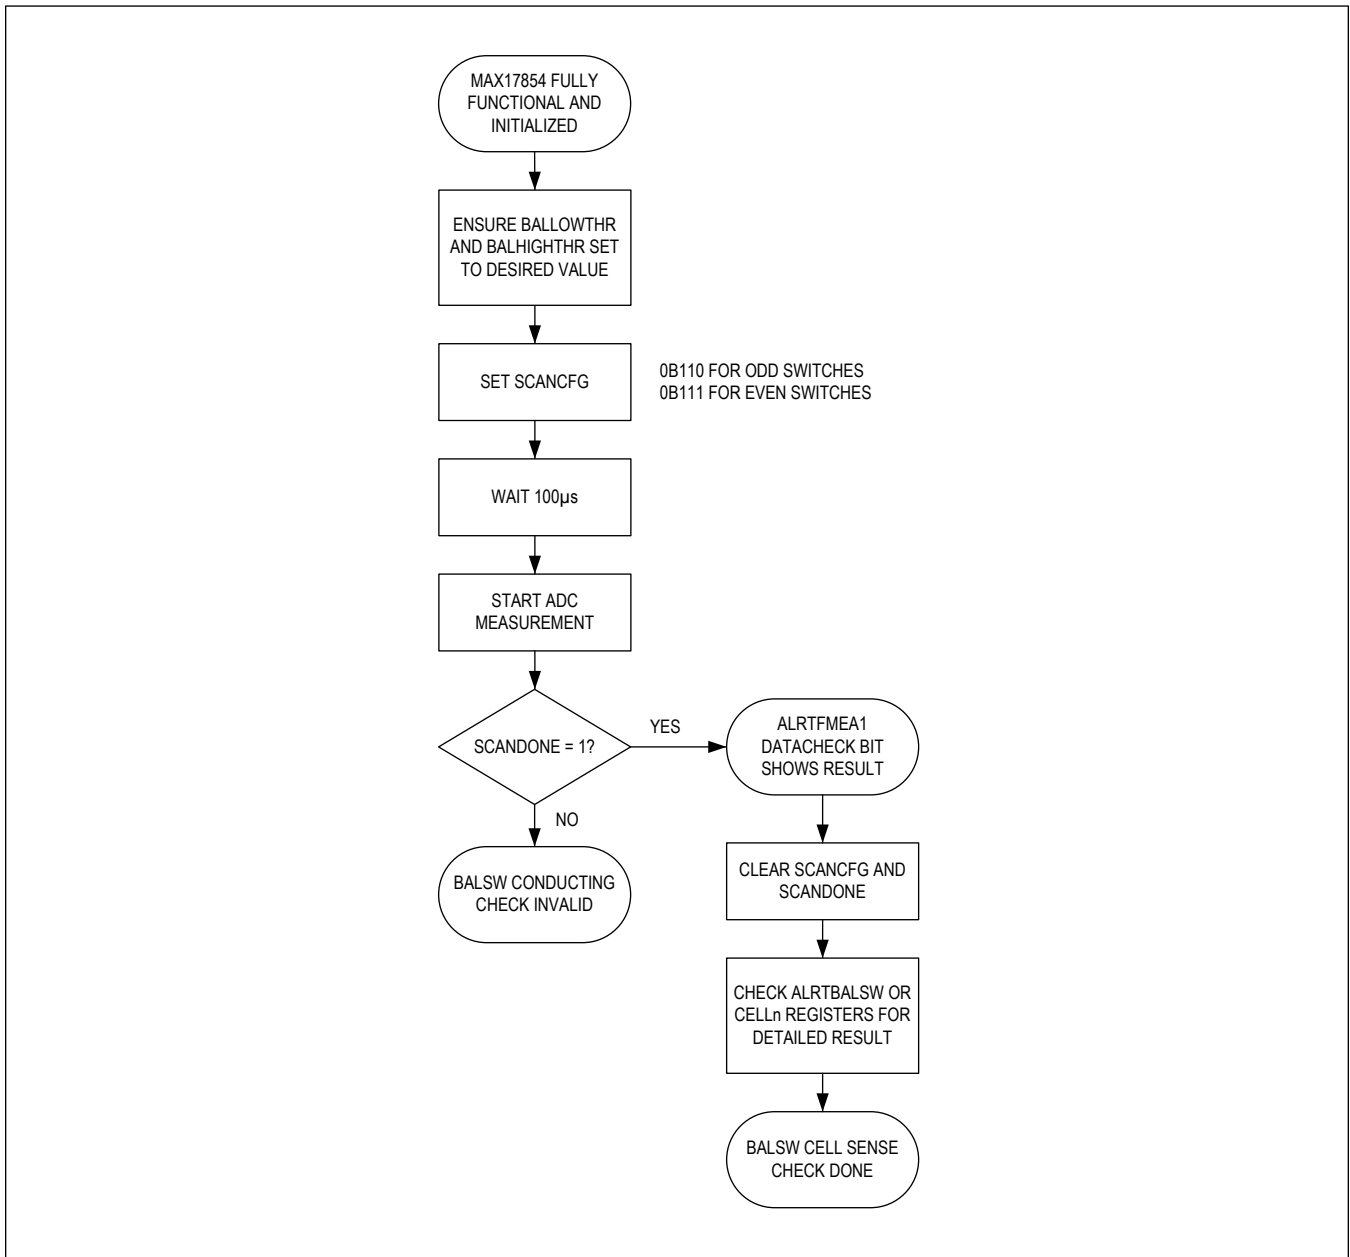 MAX17854 FULLY
FUNCTIONAL AND
INITIALIZED
ENSURE BALLOWTHR
AND BALHIGHTHR SET
TO DESIRED VALUE
SET SCANCFG
0B110 FOR ODD SWITCHES
0B111 FOR EVEN SWITCHES
WAIT 100µs
START ADC
MEASUREMENT
SCANDONE = 1?
YES
ALRTFMEA1
DATACHECK BIT
SHOWS RESULT
NO
BALSW CONDUCTING
CHECK INVALID
CLEAR SCANCFG AND
SCANDONE
CHECK ALRTBALSW OR
CELLn REGISTERS FOR
DETAILED RESULT
BALSW CELL SENSE
CHECK DONE